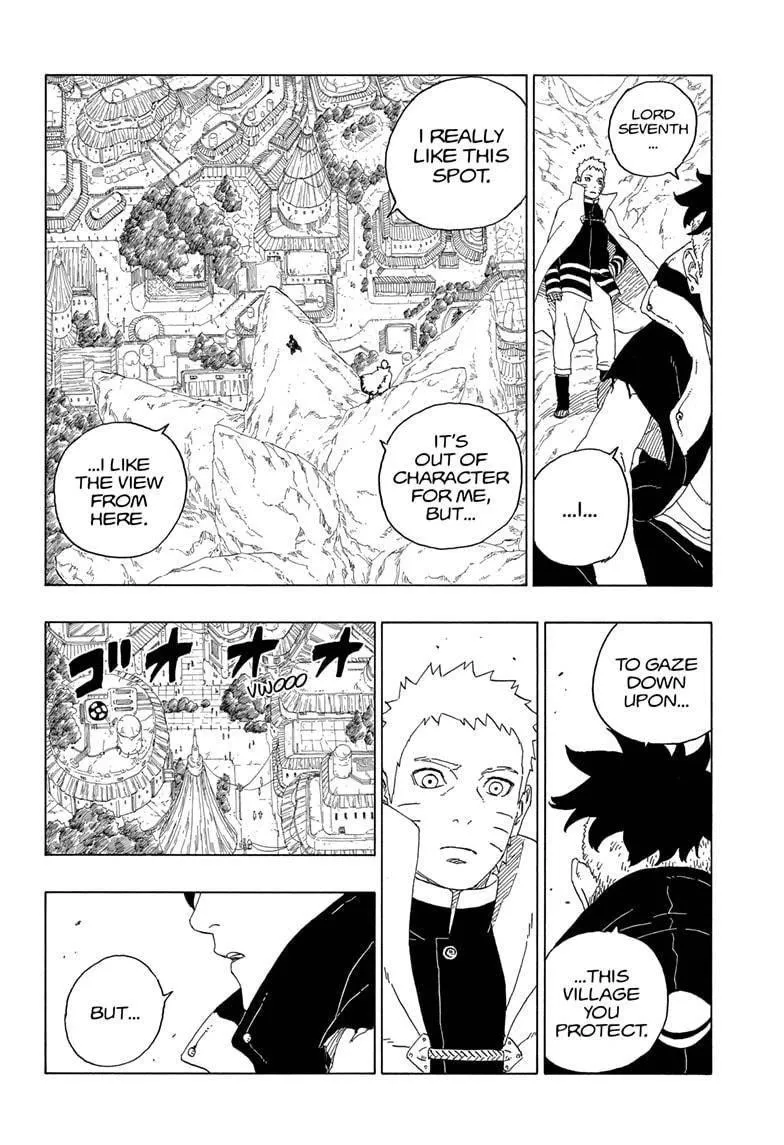 LORD
SEVENTH
...
...I...
I REALLY
LIKE THIS
SPOT.
IT'S
OUT OF
CHARACTER
FOR ME,
BUT...
...I LIKE
THE VIEW
FROM
HERE.
TO GAZE
DOWN
UPON...
...THIS
VILLAGE
YOU
PROTECT.
ゴオオオ
VWOOO
BUT...